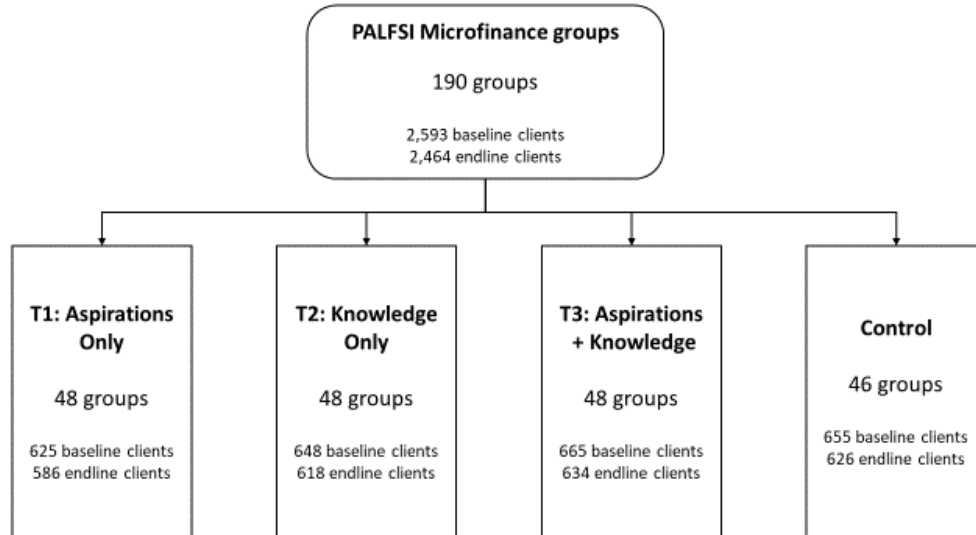 PALFSI Microfinance groups
190 groups
2,593 baseline clients
2,464 endline clients
T1: Aspirations
Only
48 groups
625 baseline clients
586 endline clients
T2: Knowledge
Only
48 groups
648 baseline clients
618 endline clients
T3: Aspirations
+ Knowledge
48 groups
665 baseline clients
634 endline clients
Control
46 groups
655 baseline clients
626 endline clients